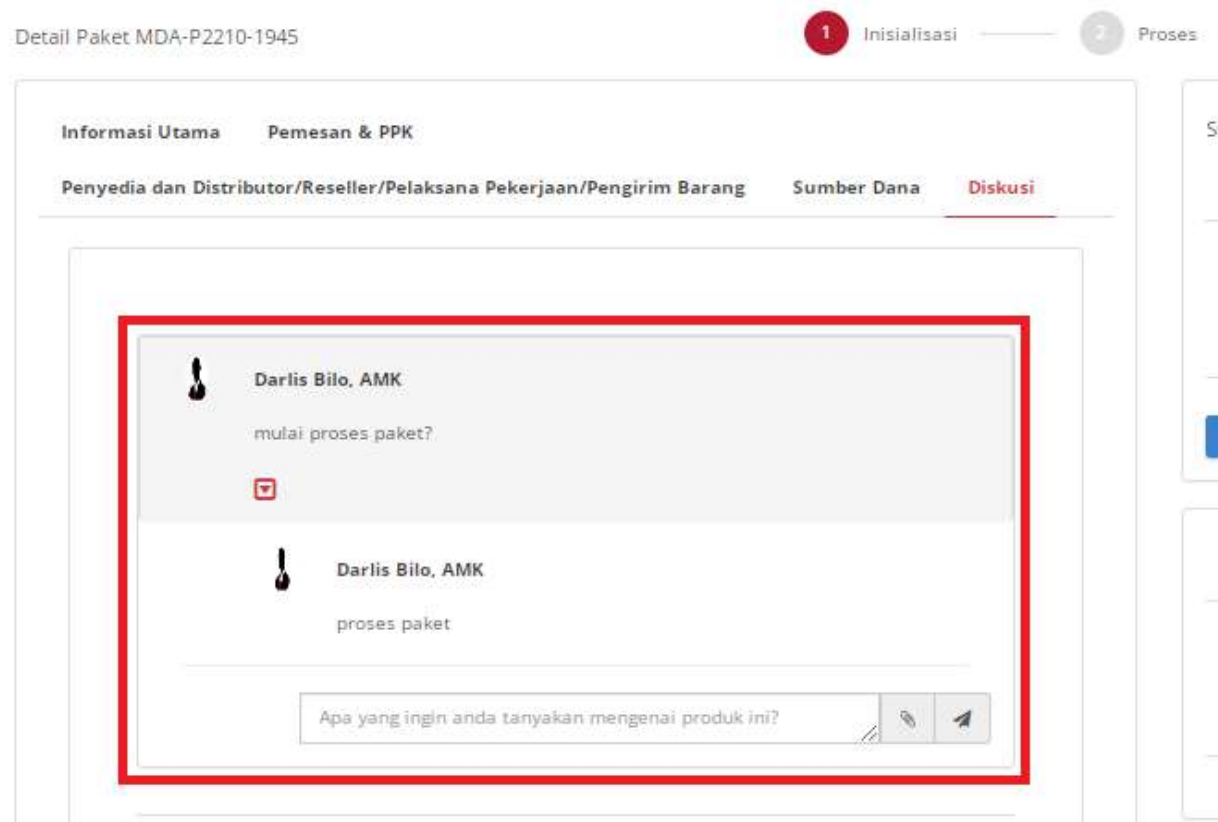 Detail Paket MDA-P2210-1945
1 Inisialisasi 2 Proses
Informasi Utama Pemesan & PPK
Penyedia dan Distributor/Reseller/Pelaksana Pekerjaan/Pengirim Barang Sumber Dana Diskusi
Darlis Bilo, AMK
mulai proses paket?
Darlis Bilo, AMK
proses paket
Apa yang ingin anda tanyakan mengenai produk ini?